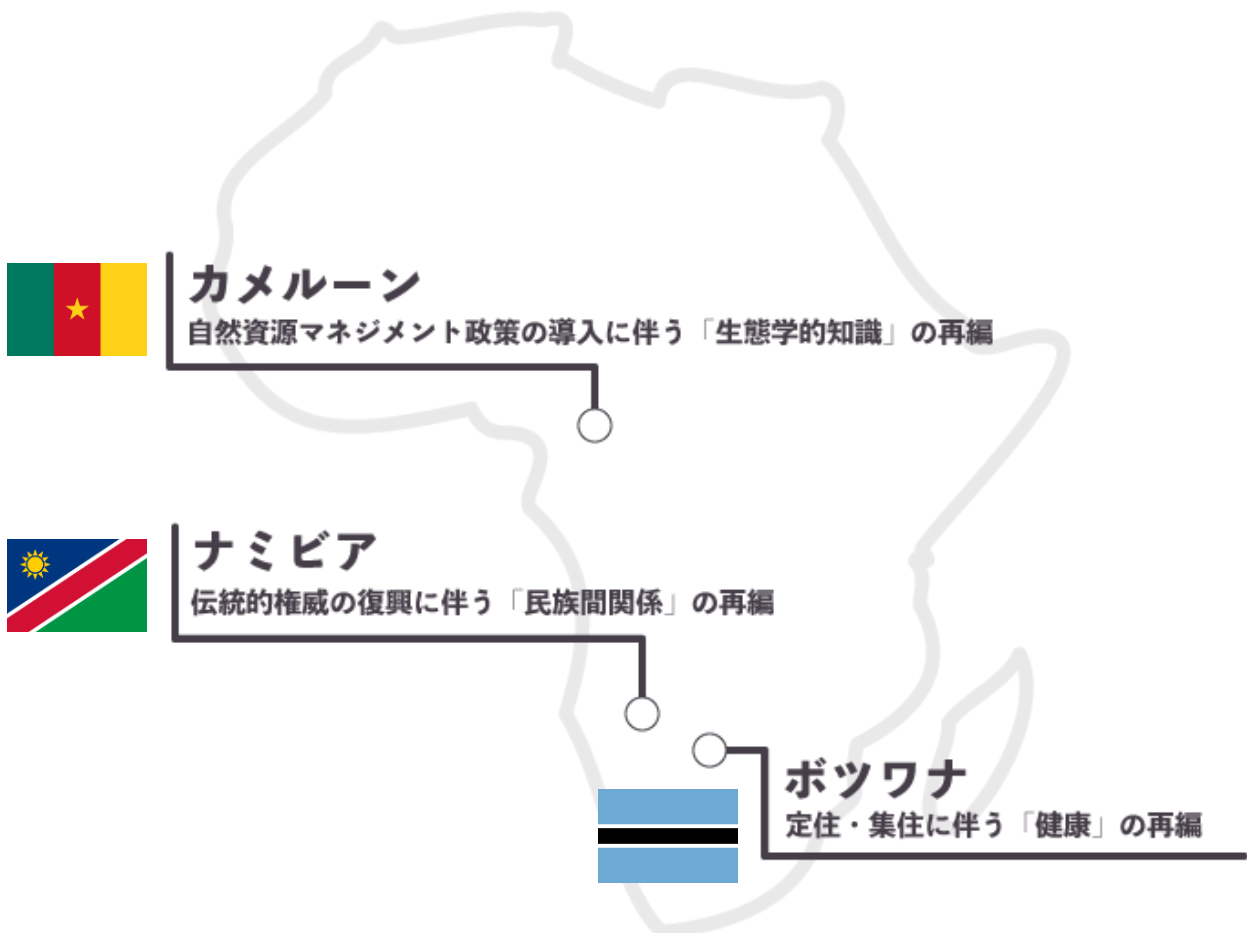 カメルーン
自然資源マネジメント政策の導入に伴う「生態学的知識」の再編
ナミビア
伝統的権威の復興に伴う「民族間関係」の再編
ボツワナ
定住・集住に伴う「健康」の再編